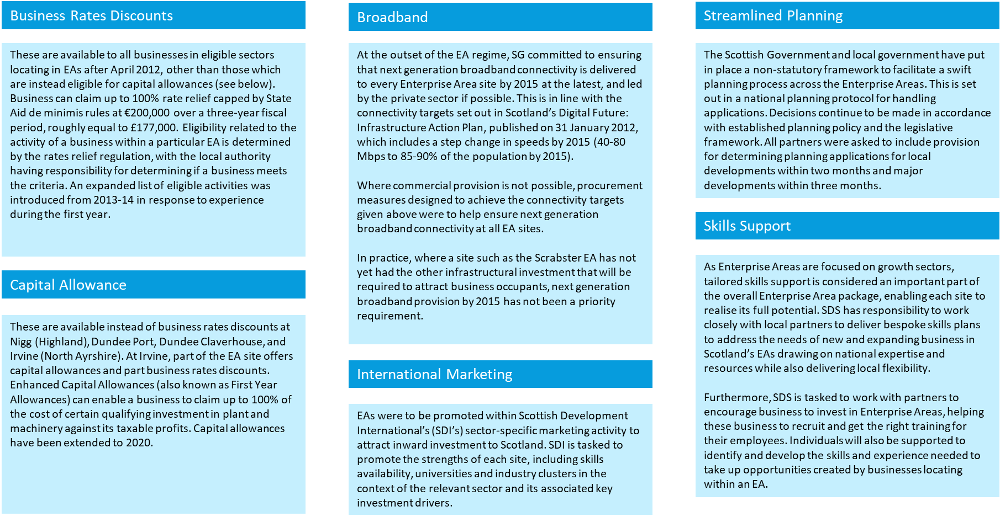 Business Rates Discounts
These are available to all businesses in eligible sectors
locating in EAs after April 2012, other than those which
are instead eligible for capital allowances (see below).
Business can claim up to 100% rate relief capped by State
Aid de minimis rules at €200,000 over a three-year fiscal
period, roughly equal to £177,000. Eligibility related to the
activity of a business within a particular EA is determined
by the rates relief regulation, with the local authority
having responsibility for determining if a business meets
the criteria. An expanded list of eligible activities was
introduced from 2013-14 in response to experience
during the first year.
Capital Allowance
These are available instead of business rates discounts at
Nigg (Highland), Dundee Port, Dundee Claverhouse, and
Irvine (North Ayrshire). At Irvine, part of the EA site offers
capital allowances and part business rates discounts.
Enhanced Capital Allowances (also known as First Year
Allowances) can enable a business to claim up to 100% of
the cost of certain qualifying investment in plant and
machinery against its taxable profits. Capital allowances
have been extended to 2020.
Broadband
At the outset of the EA regime, SG committed to ensuring
that next generation broadband connectivity is delivered
to every Enterprise Area site by 2015 at the latest, and led
by the private sector if possible. This is in line with the
connectivity targets set out in Scotland’s Digital Future:
Infrastructure Action Plan, published on 31 January 2012,
which includes a step change in speeds by 2015 (40-80
Mbps to 85-90% of the population by 2015).
Where commercial provision is not possible, procurement
measures designed to achieve the connectivity targets
given above were to help ensure next generation
broadband connectivity at all EA sites.
In practice, where a site such as the Scrabster EA has not
yet had the other infrastructural investment that will be
required to attract business occupants, next generation
broadband provision by 2015 has not been a priority
requirement.
International Marketing
EAs were to be promoted within Scottish Development
International’s (SDI’s) sector-specific marketing activity to
attract inward investment to Scotland. SDI is tasked to
promote the strengths of each site, including skills
availability, universities and industry clusters in the
context of the relevant sector and its associated key
investment drivers.
Streamlined Planning
The Scottish Government and local government have put
in place a non-statutory framework to facilitate a swift
planning process across the Enterprise Areas. This is set
out in a national planning protocol for handling
applications. Decisions continue to be made in accordance
with established planning policy and the legislative
framework. All partners were asked to include provision
for determining planning applications for local
developments within two months and major
developments within three months.
Skills Support
As Enterprise Areas are focused on growth sectors,
tailored skills support is considered an important part of
the overall Enterprise Area package, enabling each site to
realise its full potential. SDS has responsibility to work
closely with local partners to deliver bespoke skills plans
to address the needs of new and expanding business in
Scotland’s EAs drawing on national expertise and
resources while also delivering local flexibility.
Furthermore, SDS is tasked to work with partners to
encourage business to invest in Enterprise Areas, helping
these business to recruit and get the right training for
their employees. Individuals will also be supported to
identify and develop the skills and experience needed to
take up opportunities created by businesses locating
within an EA.